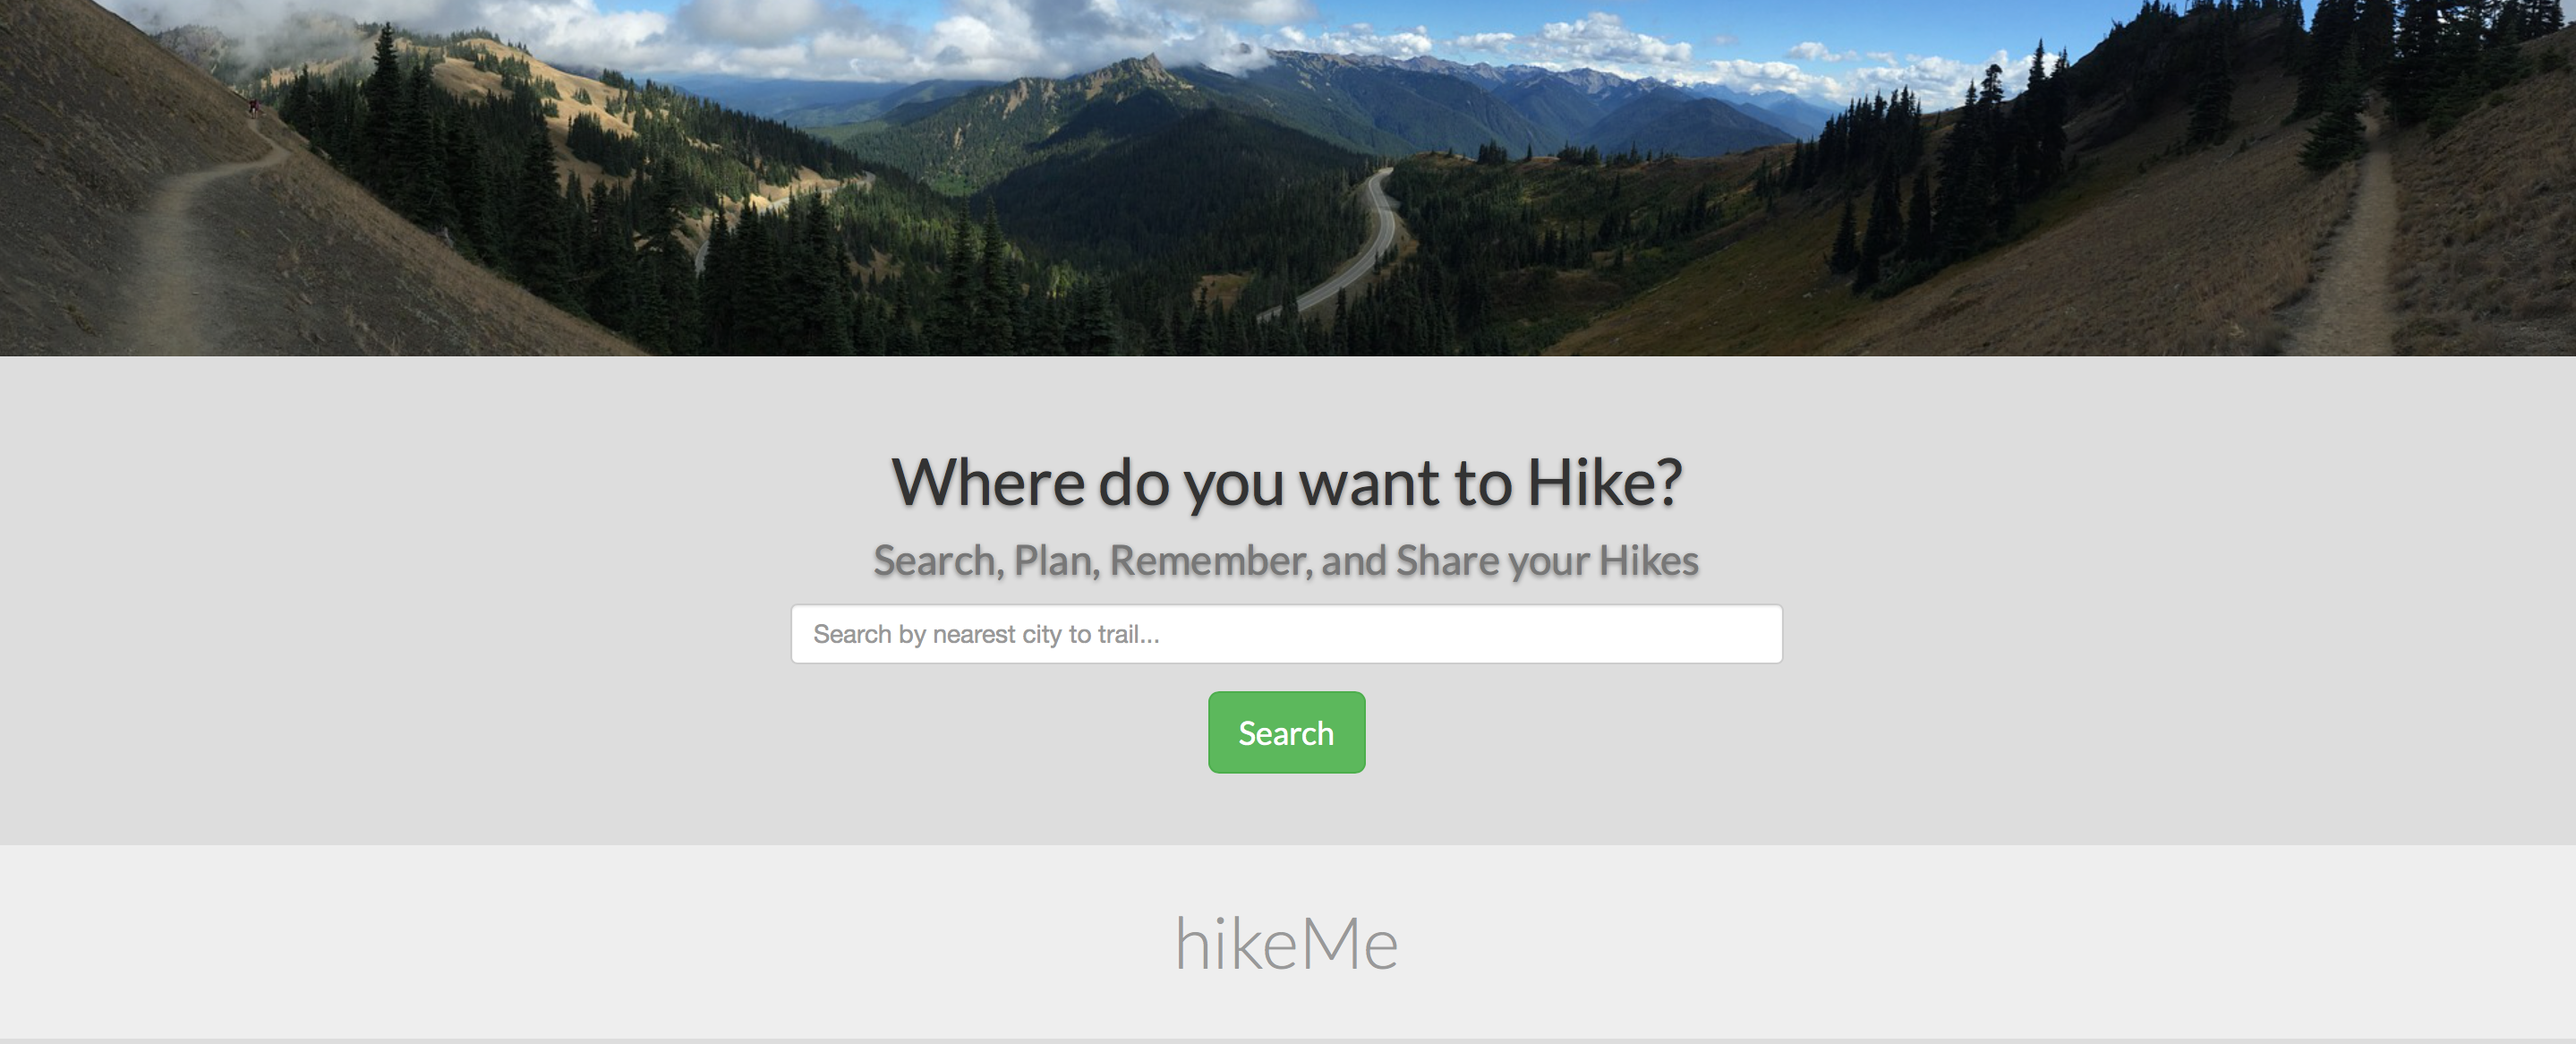 Where do you want to Hike?
Search, Plan, Remember, and Share your Hikes
Search by nearest city to trail...
Search
hikeMe